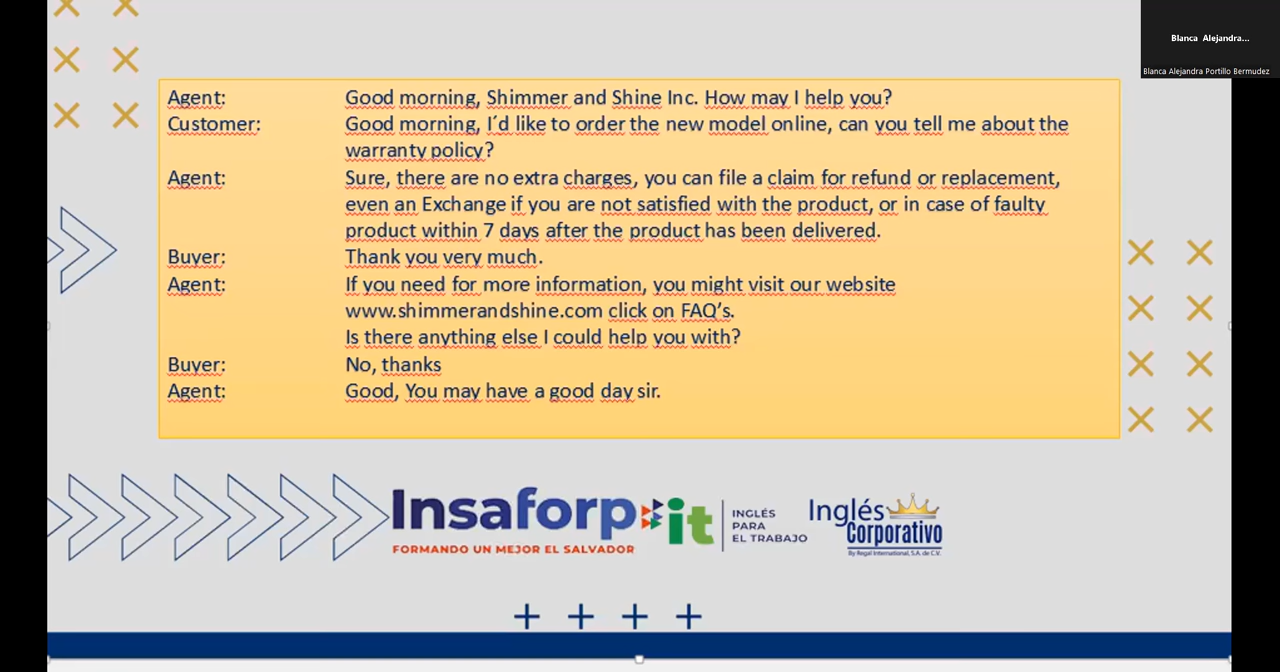 Blanca Alejandra...
Blanca Alejandra Portillo Bermudez
Agent: Good morning, Shimmer and Shine Inc. How may I help you?
Customer: Good morning, I´d like to order the new model online, can you tell me about the
warranty policy?
Agent: Sure, there are no extra charges, you can file a claim for refund or replacement,
even an Exchange if you are not satisfied with the product, or in case of faulty
product within 7 days after the product has been delivered.
Buyer: Thank you very much.
Agent: If you need for more information, you might visit our website
www.shimmerandshine.com click on FAQ’s.
Is there anything else I could help you with?
Buyer: No, thanks
Agent: Good, You may have a good day sir.
Insaforp
FORMANDO UN MEJOR EL SALVADOR
it
INGLÉS
PARA
EL TRABAJO
Inglés
Corporativo
By Regal International, S.A. de C.V.